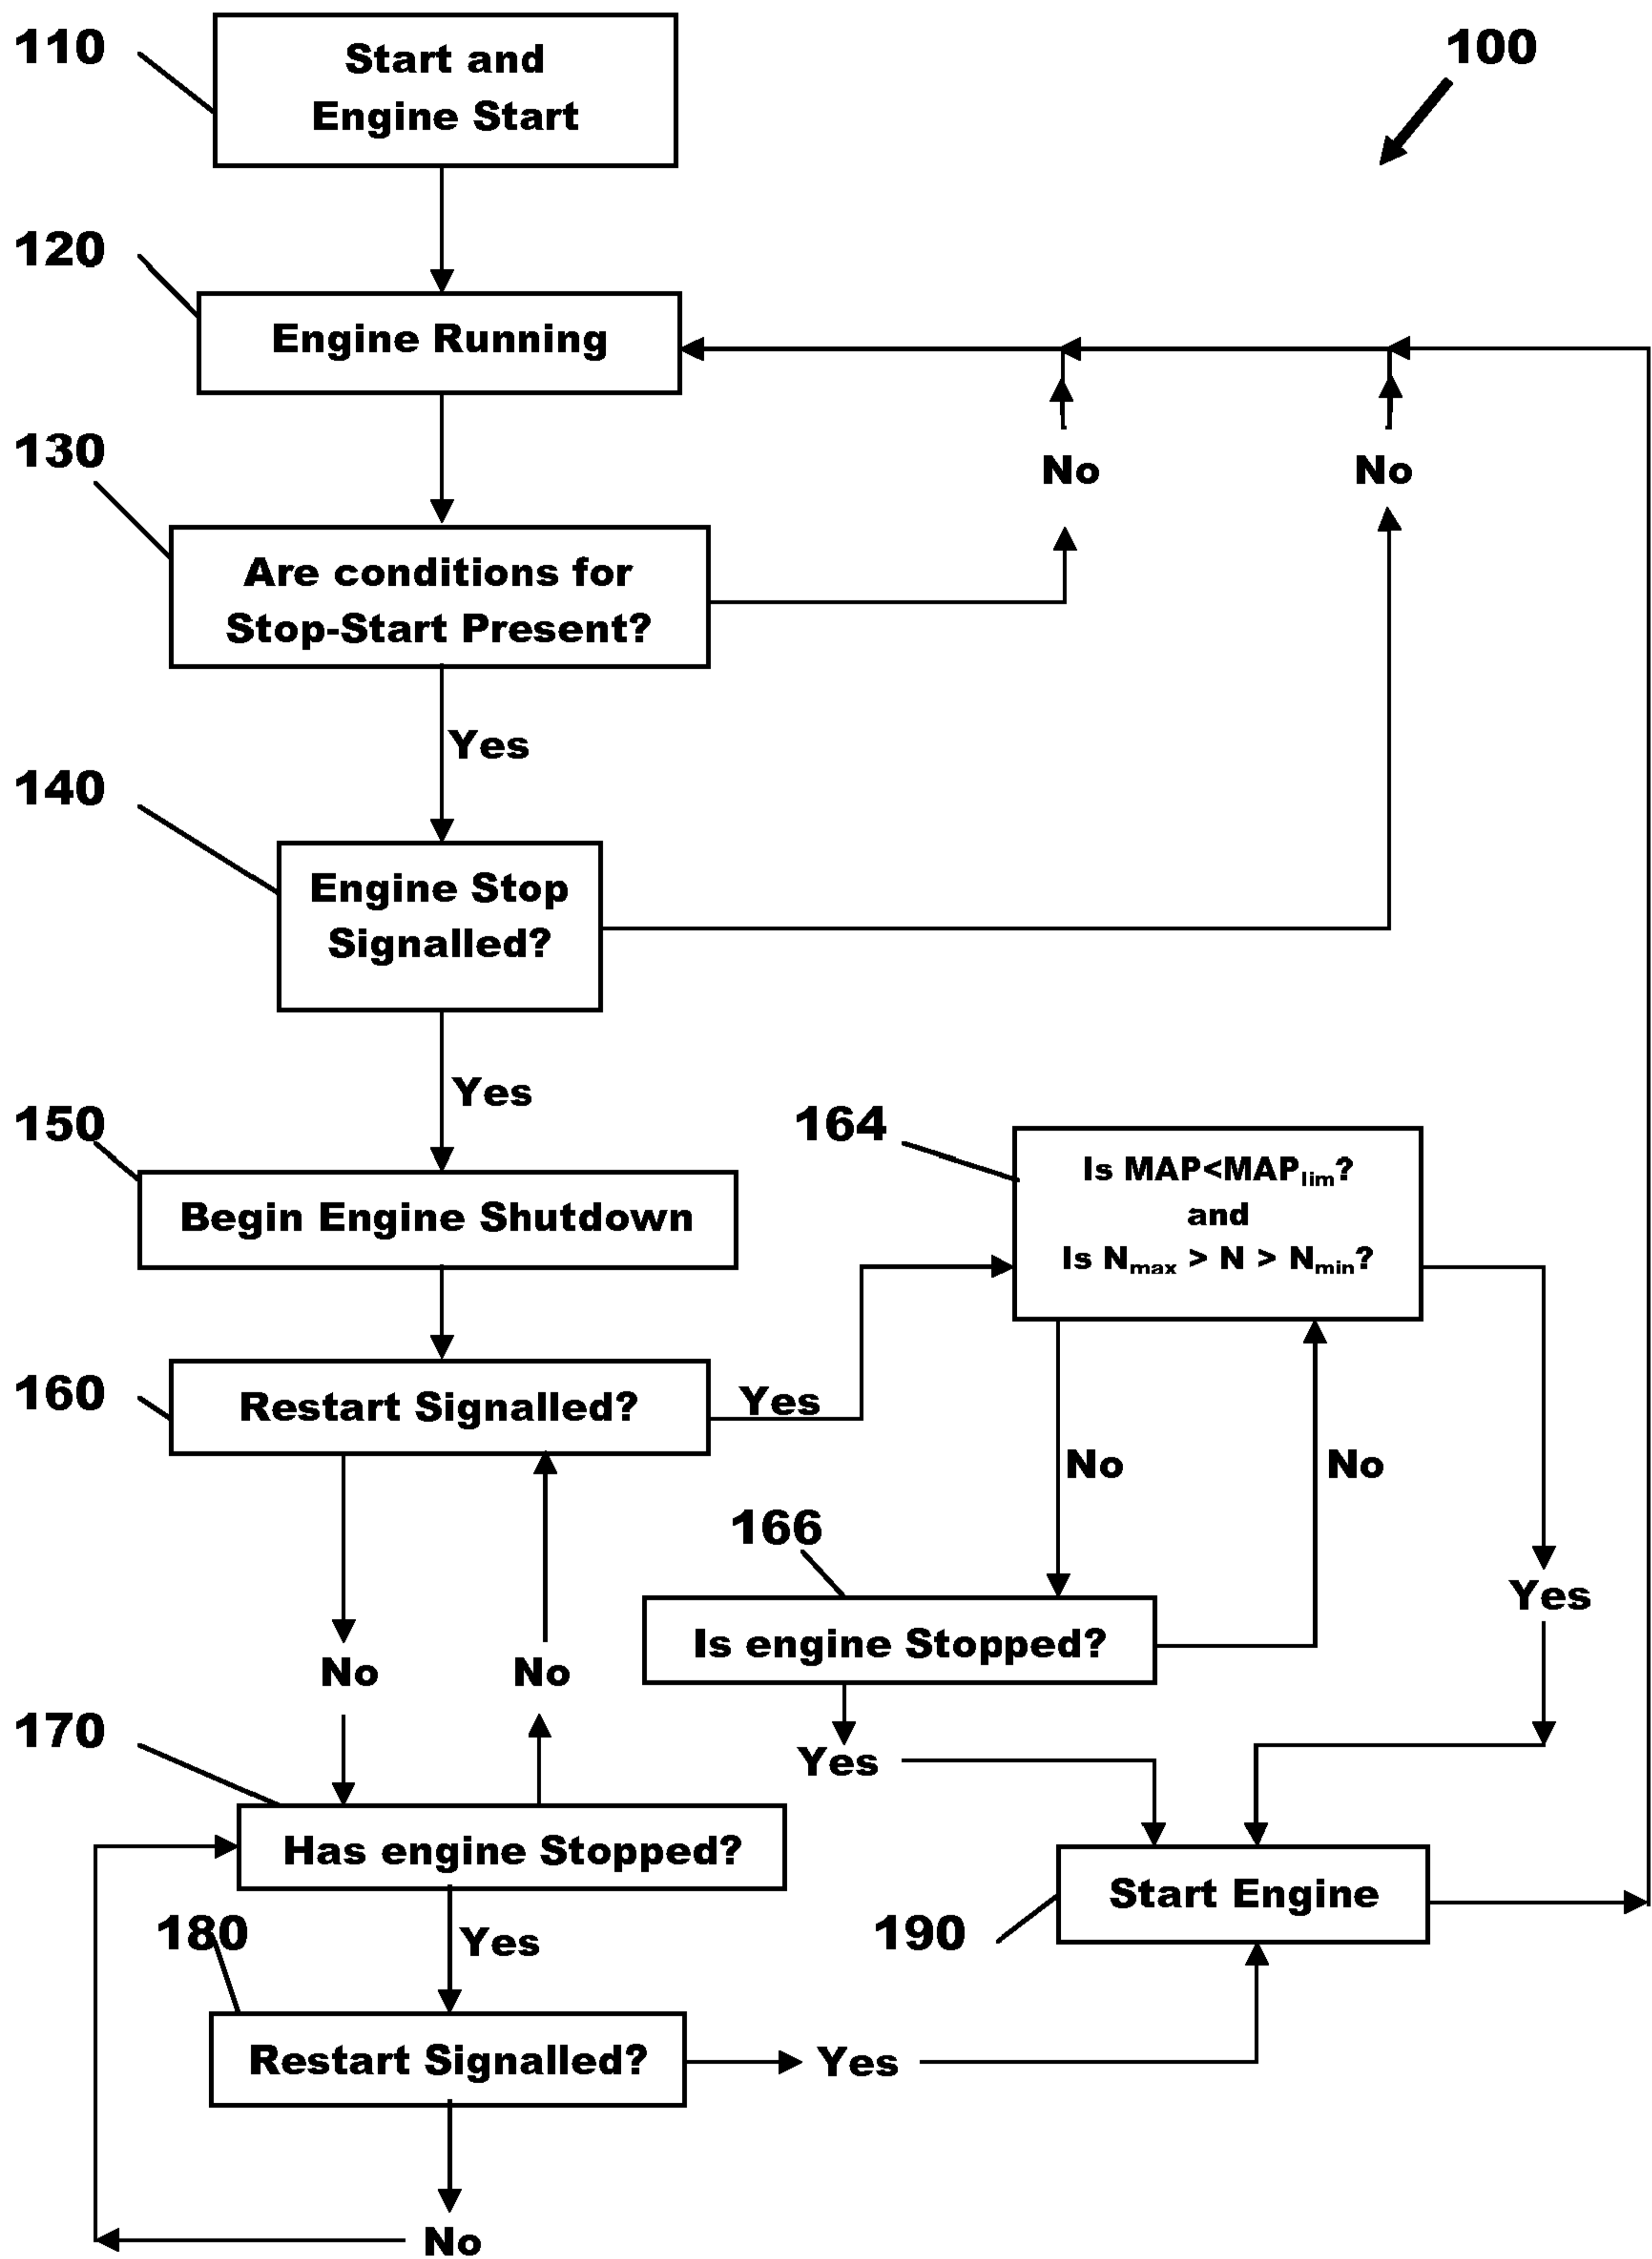 110
Start and
Engine Start
100
120
Engine Running
130
No
No
Are conditions for
Stop-Start Present?
Yes
140
Engine Stop
Signalled?
Yes
150
164
Begin Engine Shutdown
Is MAP<MAPlim?
and
Is Nmax > N > Nmin?
160
Restart Signalled?
Yes
No
No
166
Is engine Stopped?
Yes
No
No
170
Yes
Has engine Stopped?
180
Yes
190
Start Engine
Restart Signalled?
Yes
No